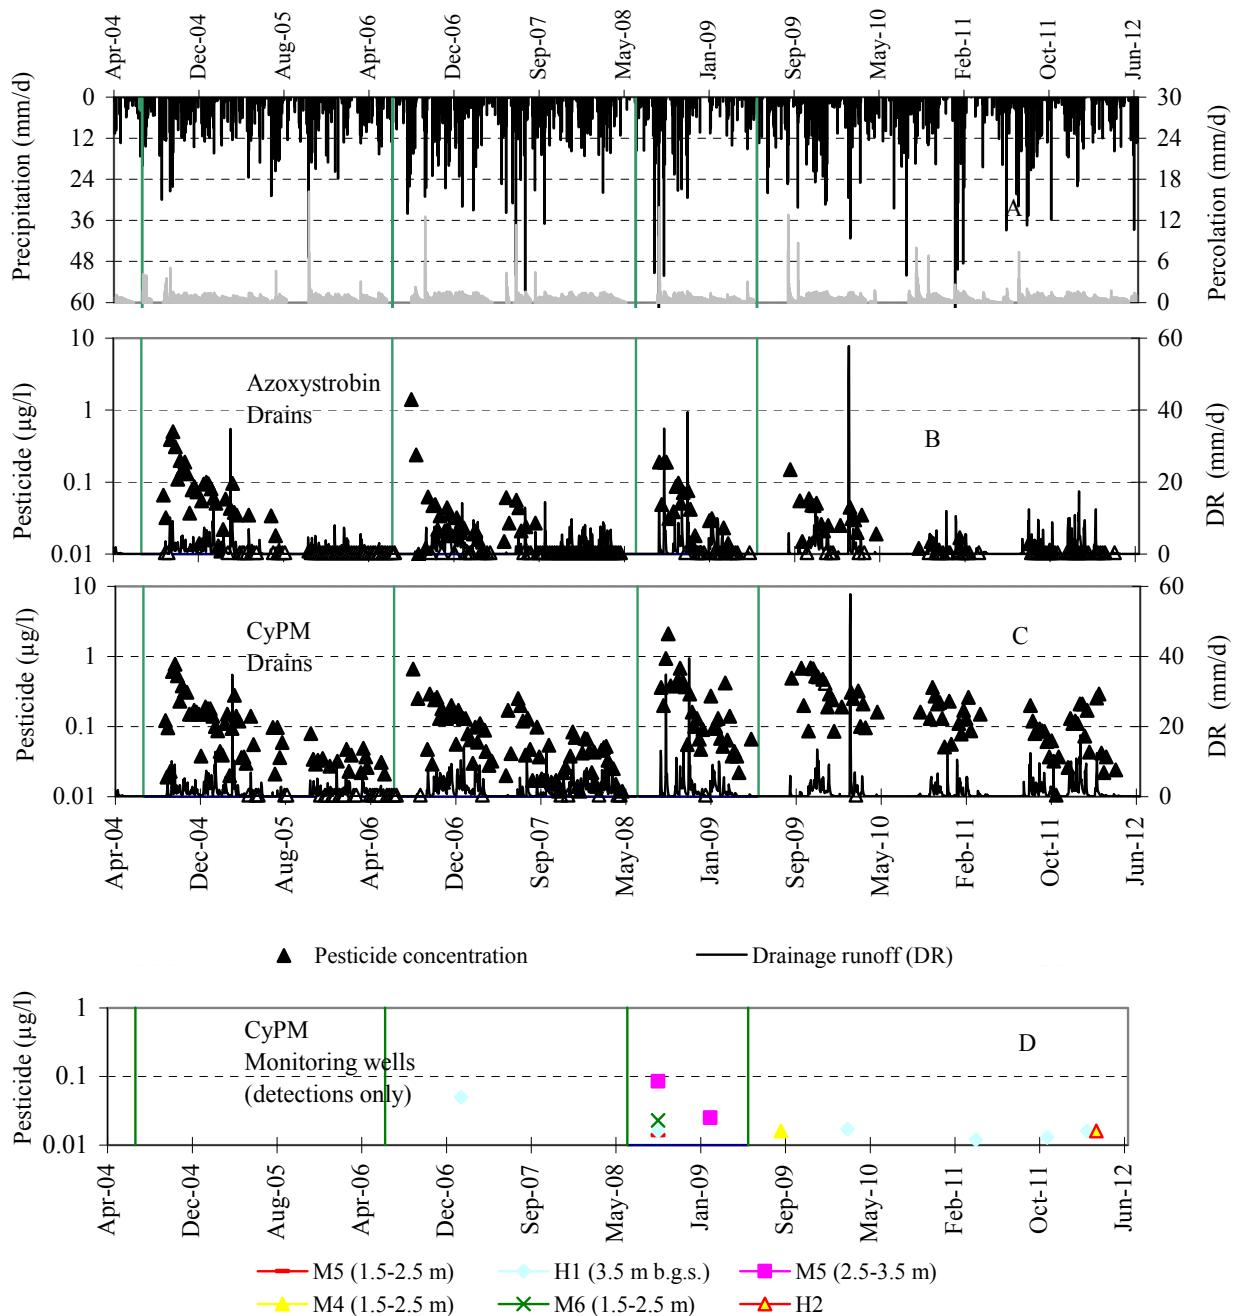 Apr-04 Dec-04 Aug-05 Apr-06 Dec-06 Sep-07 May-08 Jan-09 Sep-09 May-10 Feb-11 Oct-11 Jun-12
Precipitation (mm/d)
0
12
24
36
48
60
A
30
24
18
12
6
0
Percolation (mm/d)
Pesticide (µg/l)
10
1
0.1
0.01
Azoxystrobin
Drains
B
60
40
20
0
DR (mm/d)
Pesticide (µg/l)
10
1
0.1
0.01
CyPM
Drains
C
60
40
20
0
DR (mm/d)
Apr-04 Dec-04 Aug-05 Apr-06 Dec-06 Sep-07 May-08 Jan-09 Sep-09 May-10 Feb-11 Oct-11 Jun-12
Pesticide concentration Drainage runoff (DR)
Pesticide (µg/l)
1
0.1
0.01
CyPM
Monitoring wells
(detections only)
D
Apr-04 Dec-04 Aug-05 Apr-06 Dec-06 Sep-07 May-08 Jan-09 Sep-09 May-10 Feb-11 Oct-11 Jun-12
M5 (1.5-2.5 m) H1 (3.5 m b.g.s.) M5 (2.5-3.5 m)
M4 (1.5-2.5 m) M6 (1.5-2.5 m) H2